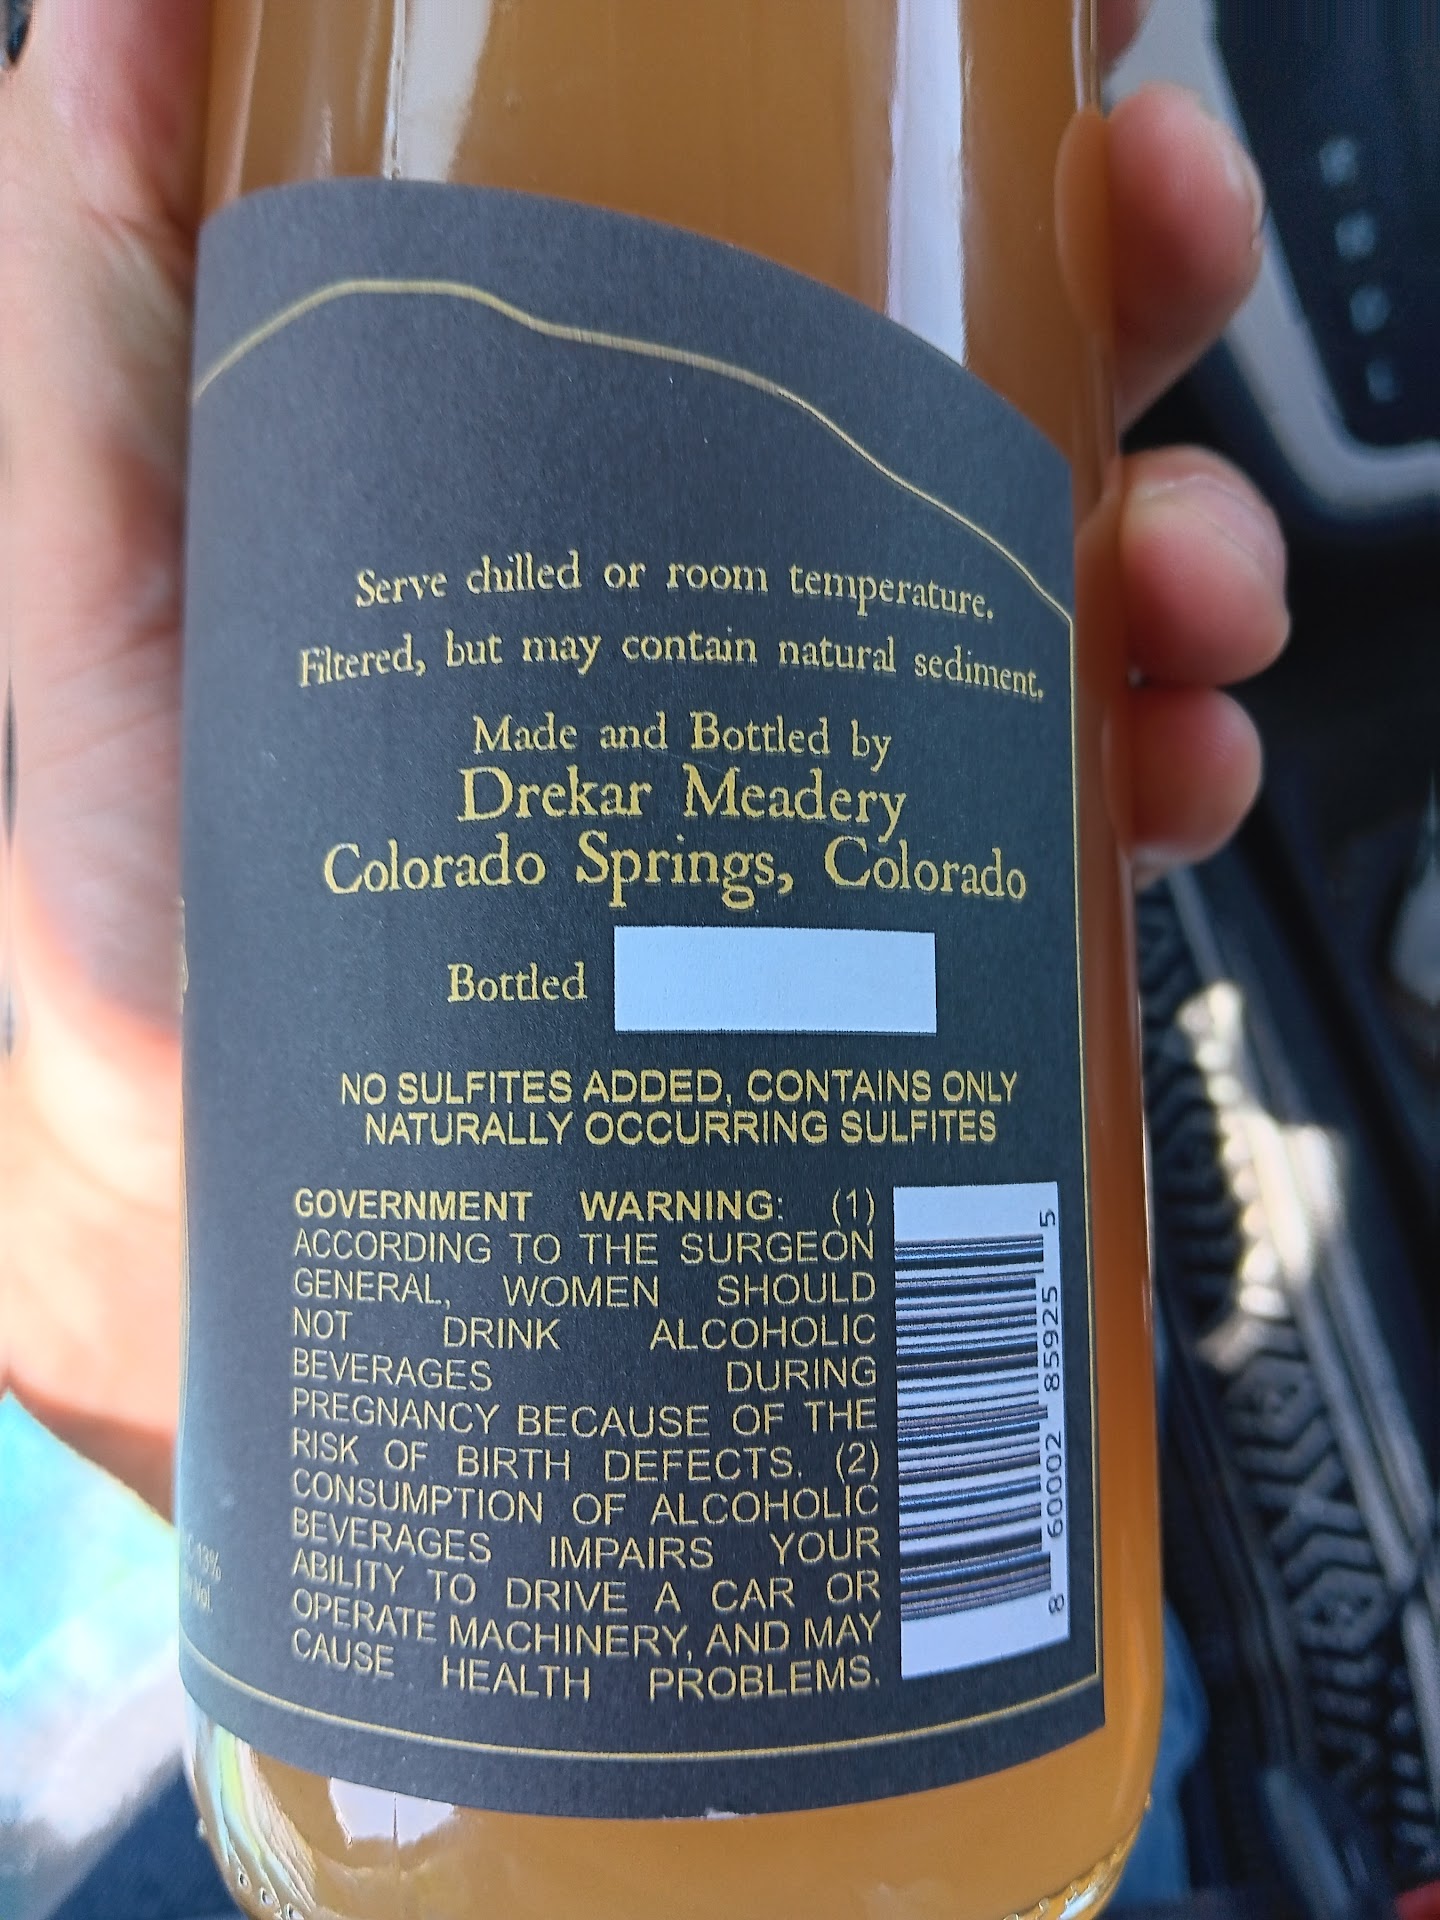 Serve chilled or room temperature.
Filtered, but may contain natural sediment.
Made and Bottled by
Drekar Meadery
Colorado Springs, Colorado
Bottled
NO SULFITES ADDED, CONTAINS ONLY
NATURALLY OCCURRING SULFITES
GOVERNMENT WARNING: (1)
ACCORDING TO THE SURGEON
GENERAL, WOMEN SHOULD
NOT DRINK ALCOHOLIC
BEVERAGES DURING
PREGNANCY BECAUSE OF THE
RISK OF BIRTH DEFECTS. (2)
CONSUMPTION OF ALCOHOLIC
BEVERAGES IMPAIRS YOUR
ABILITY TO DRIVE A CAR OR
OPERATE MACHINERY, AND MAY
CAUSE HEALTH PROBLEMS.
8 60002 85925 5
13%
Vol.